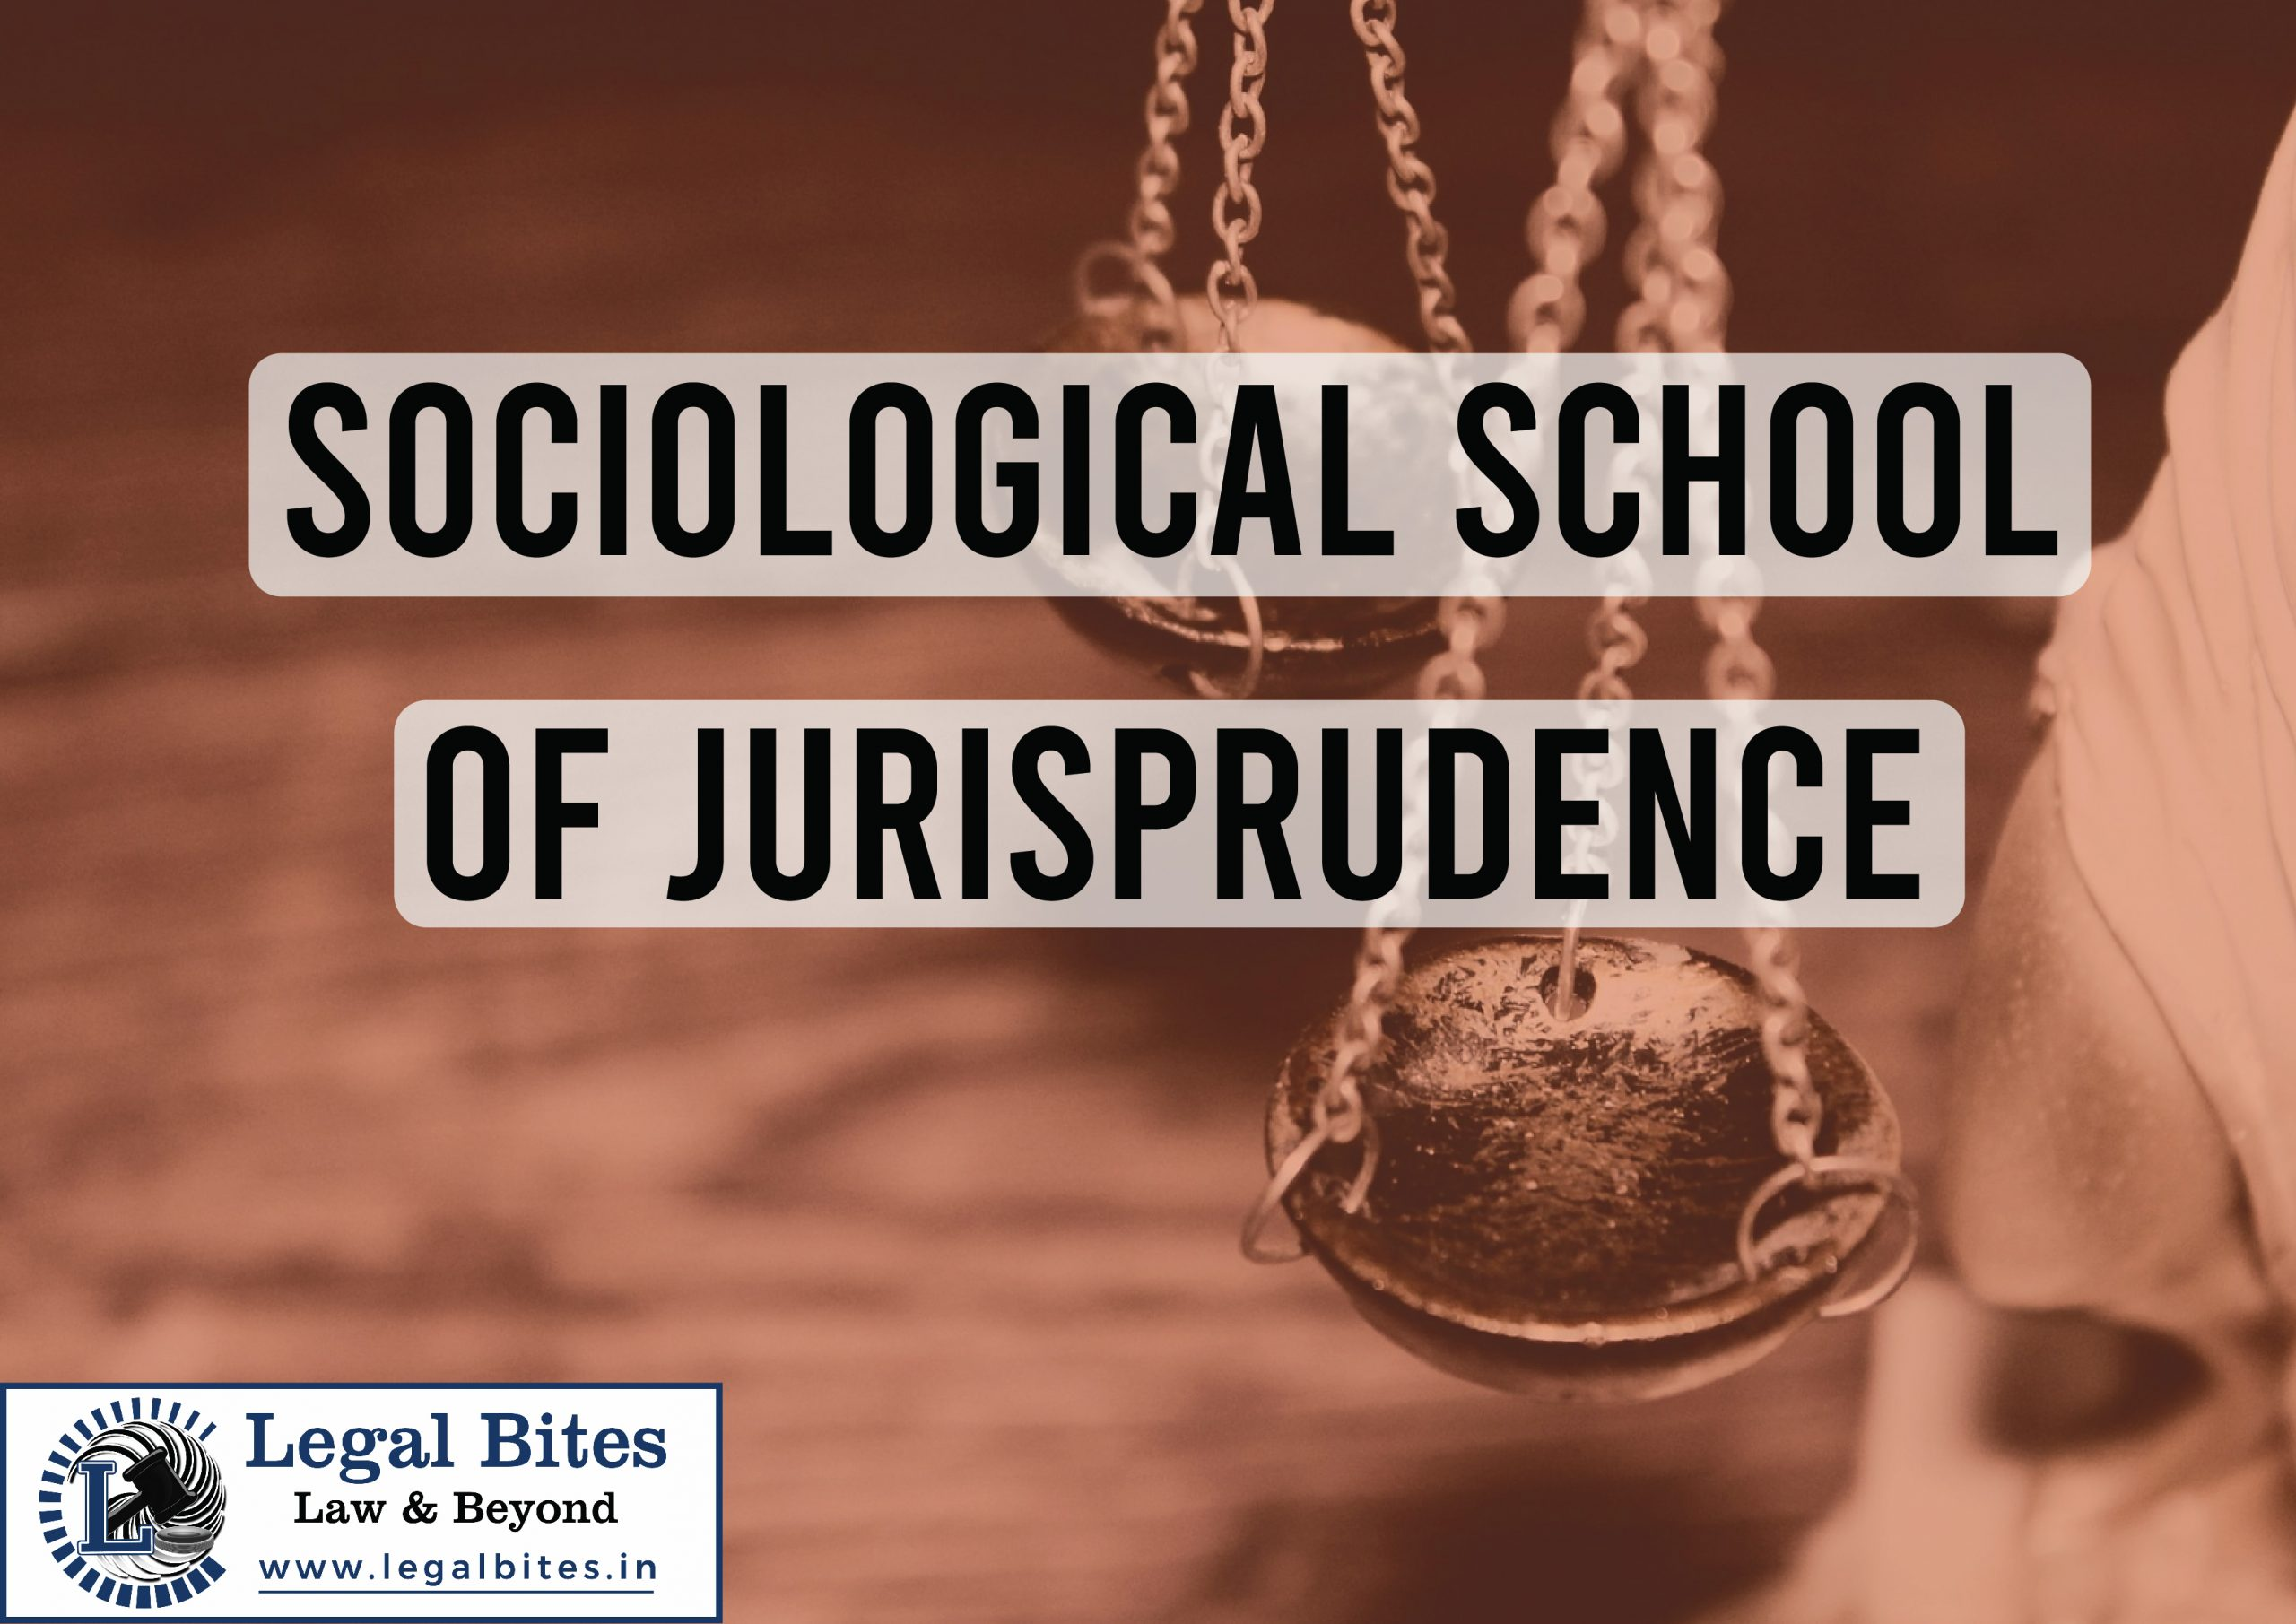 SOCIOLOGICAL SCHOOL
OF JURISPRUDENCE
L
Legal Bites
Law & Beyond
www.legalbites.in